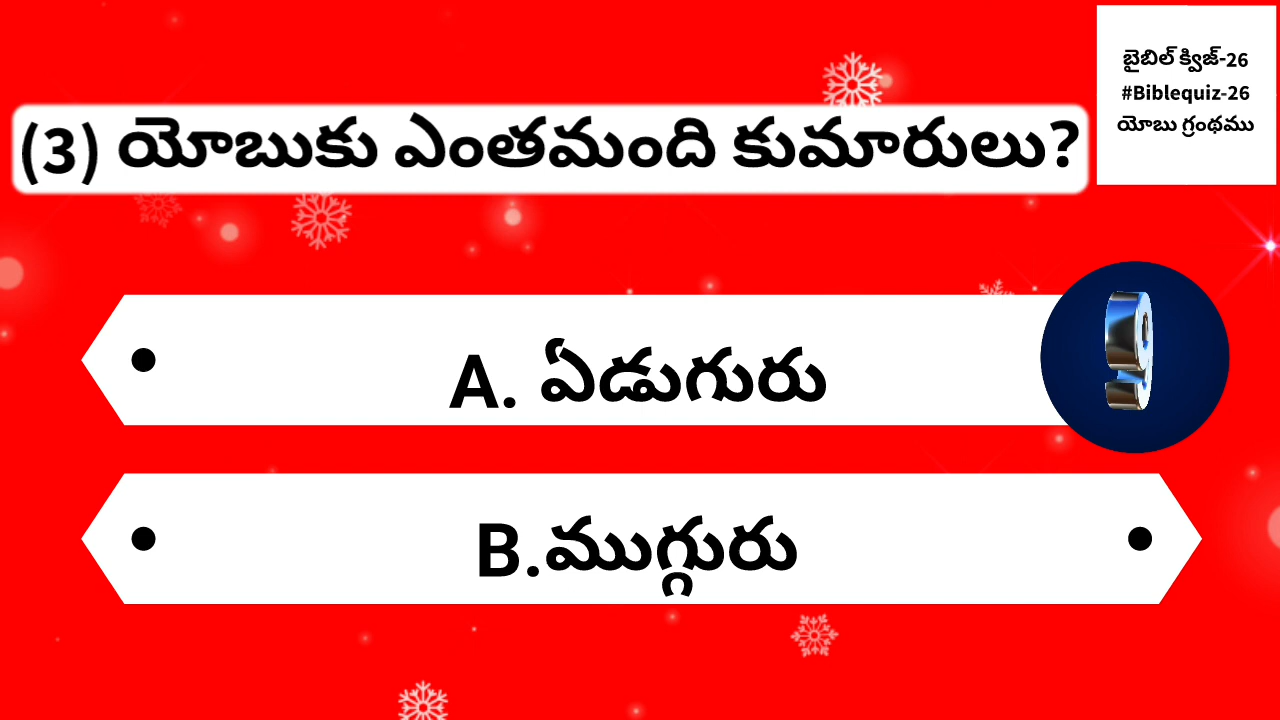 బైబిల్ క్విజ్-26
#Biblequiz-26
యోబు గ్రంథము
(3) యోబుకు ఎంతమంది కుమారులు?
A. ఏడుగురు
B.ముగ్గురు